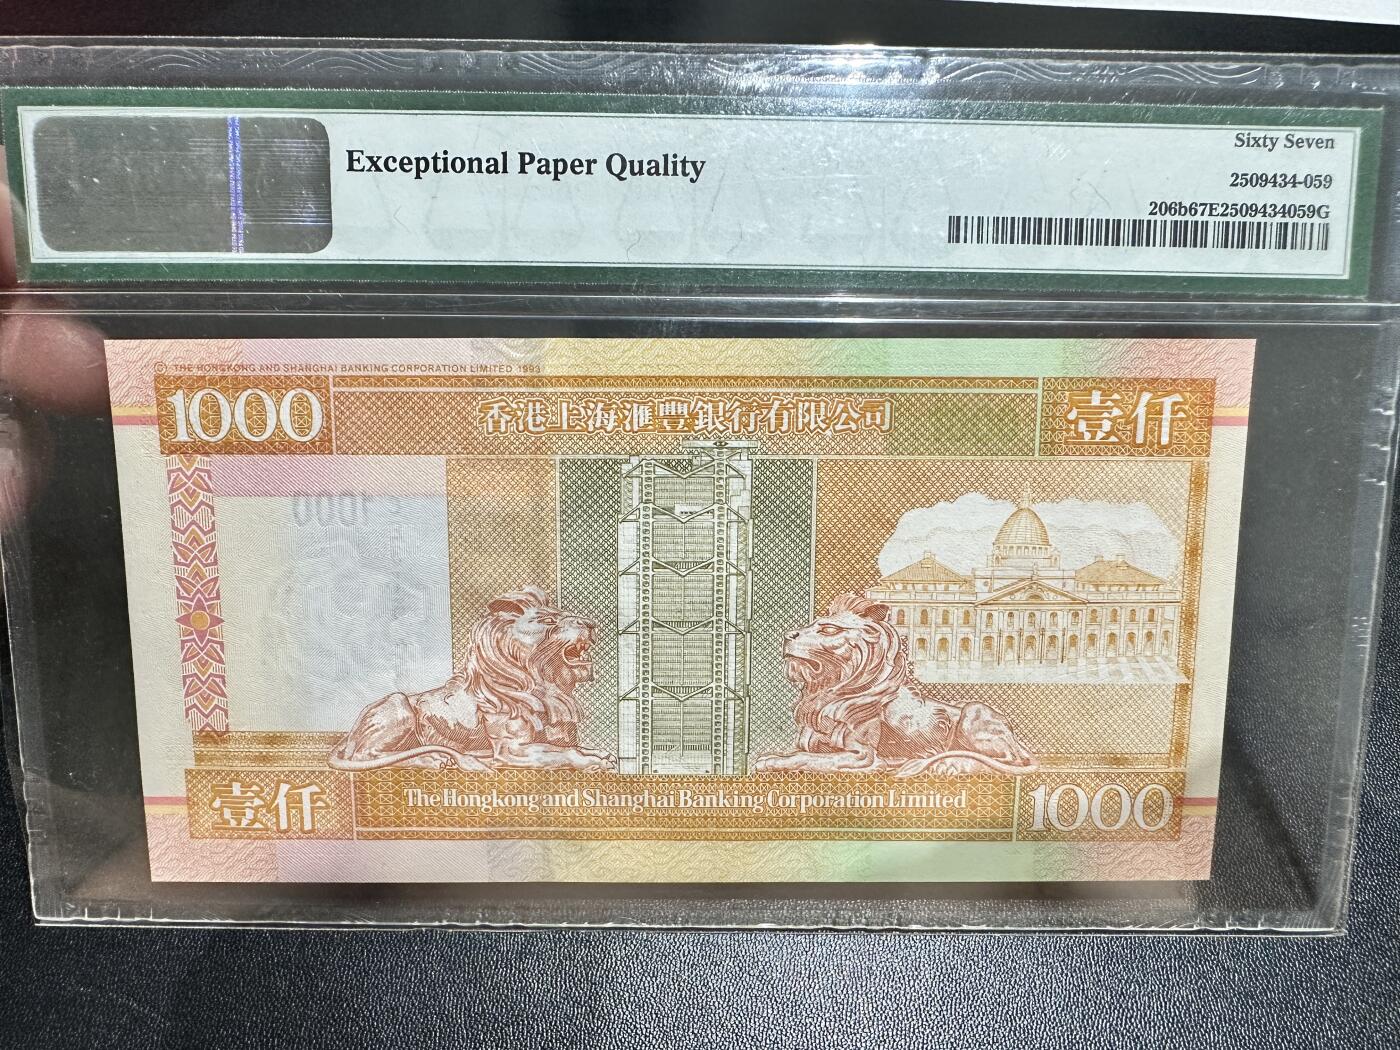 Exceptional Paper Quality
Sixty Seven
2509434-059
206b67E2509434059G
© THE HONGKONG AND SHANGHAI BANKING CORPORATION LIMITED 1993
1000
香港上海滙豐銀行有限公司
壹仟
1000
壹仟
The Hongkong and Shanghai Banking Corporation Limited
1000